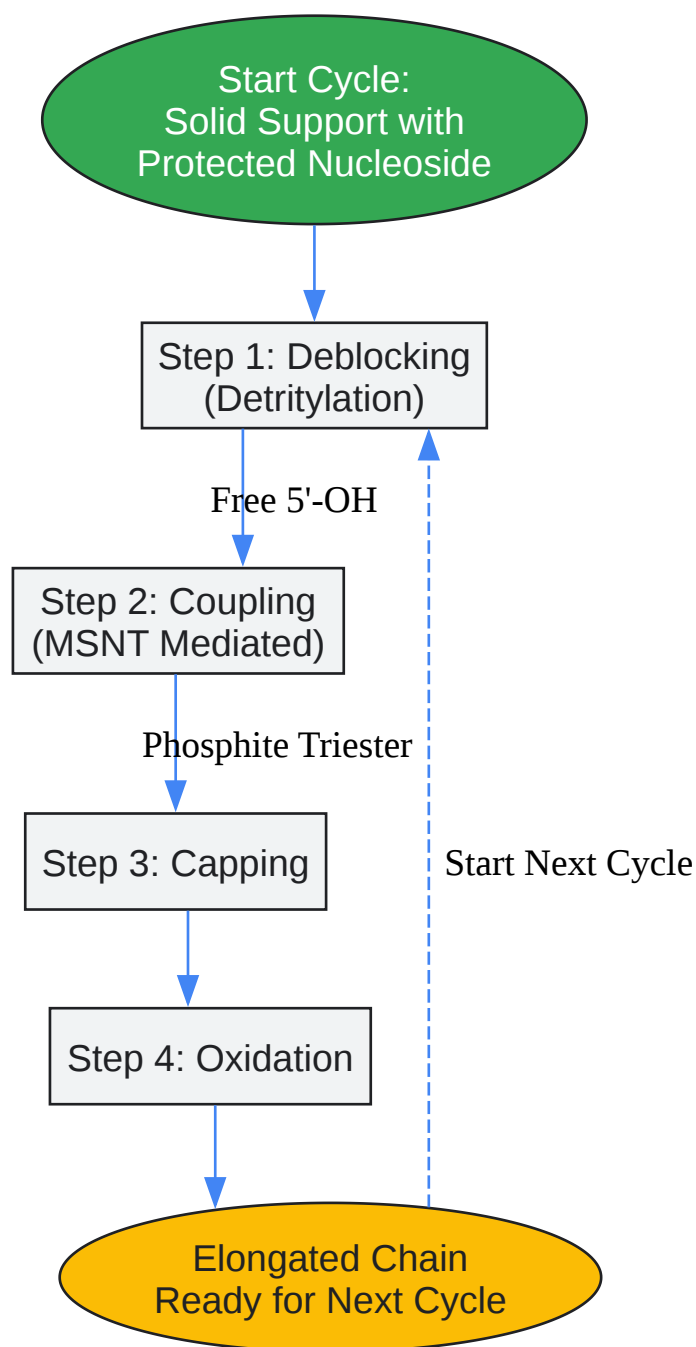 Start Cycle:
Solid Support with
Protected Nucleoside
Step 1: Deblocking
(Detritylation)
Free 5'-OH
Step 2: Coupling
(MSNT Mediated)
Phosphite Triester
Step 3: Capping
Start Next Cycle
Step 4: Oxidation
Elongated Chain
Ready for Next Cycle